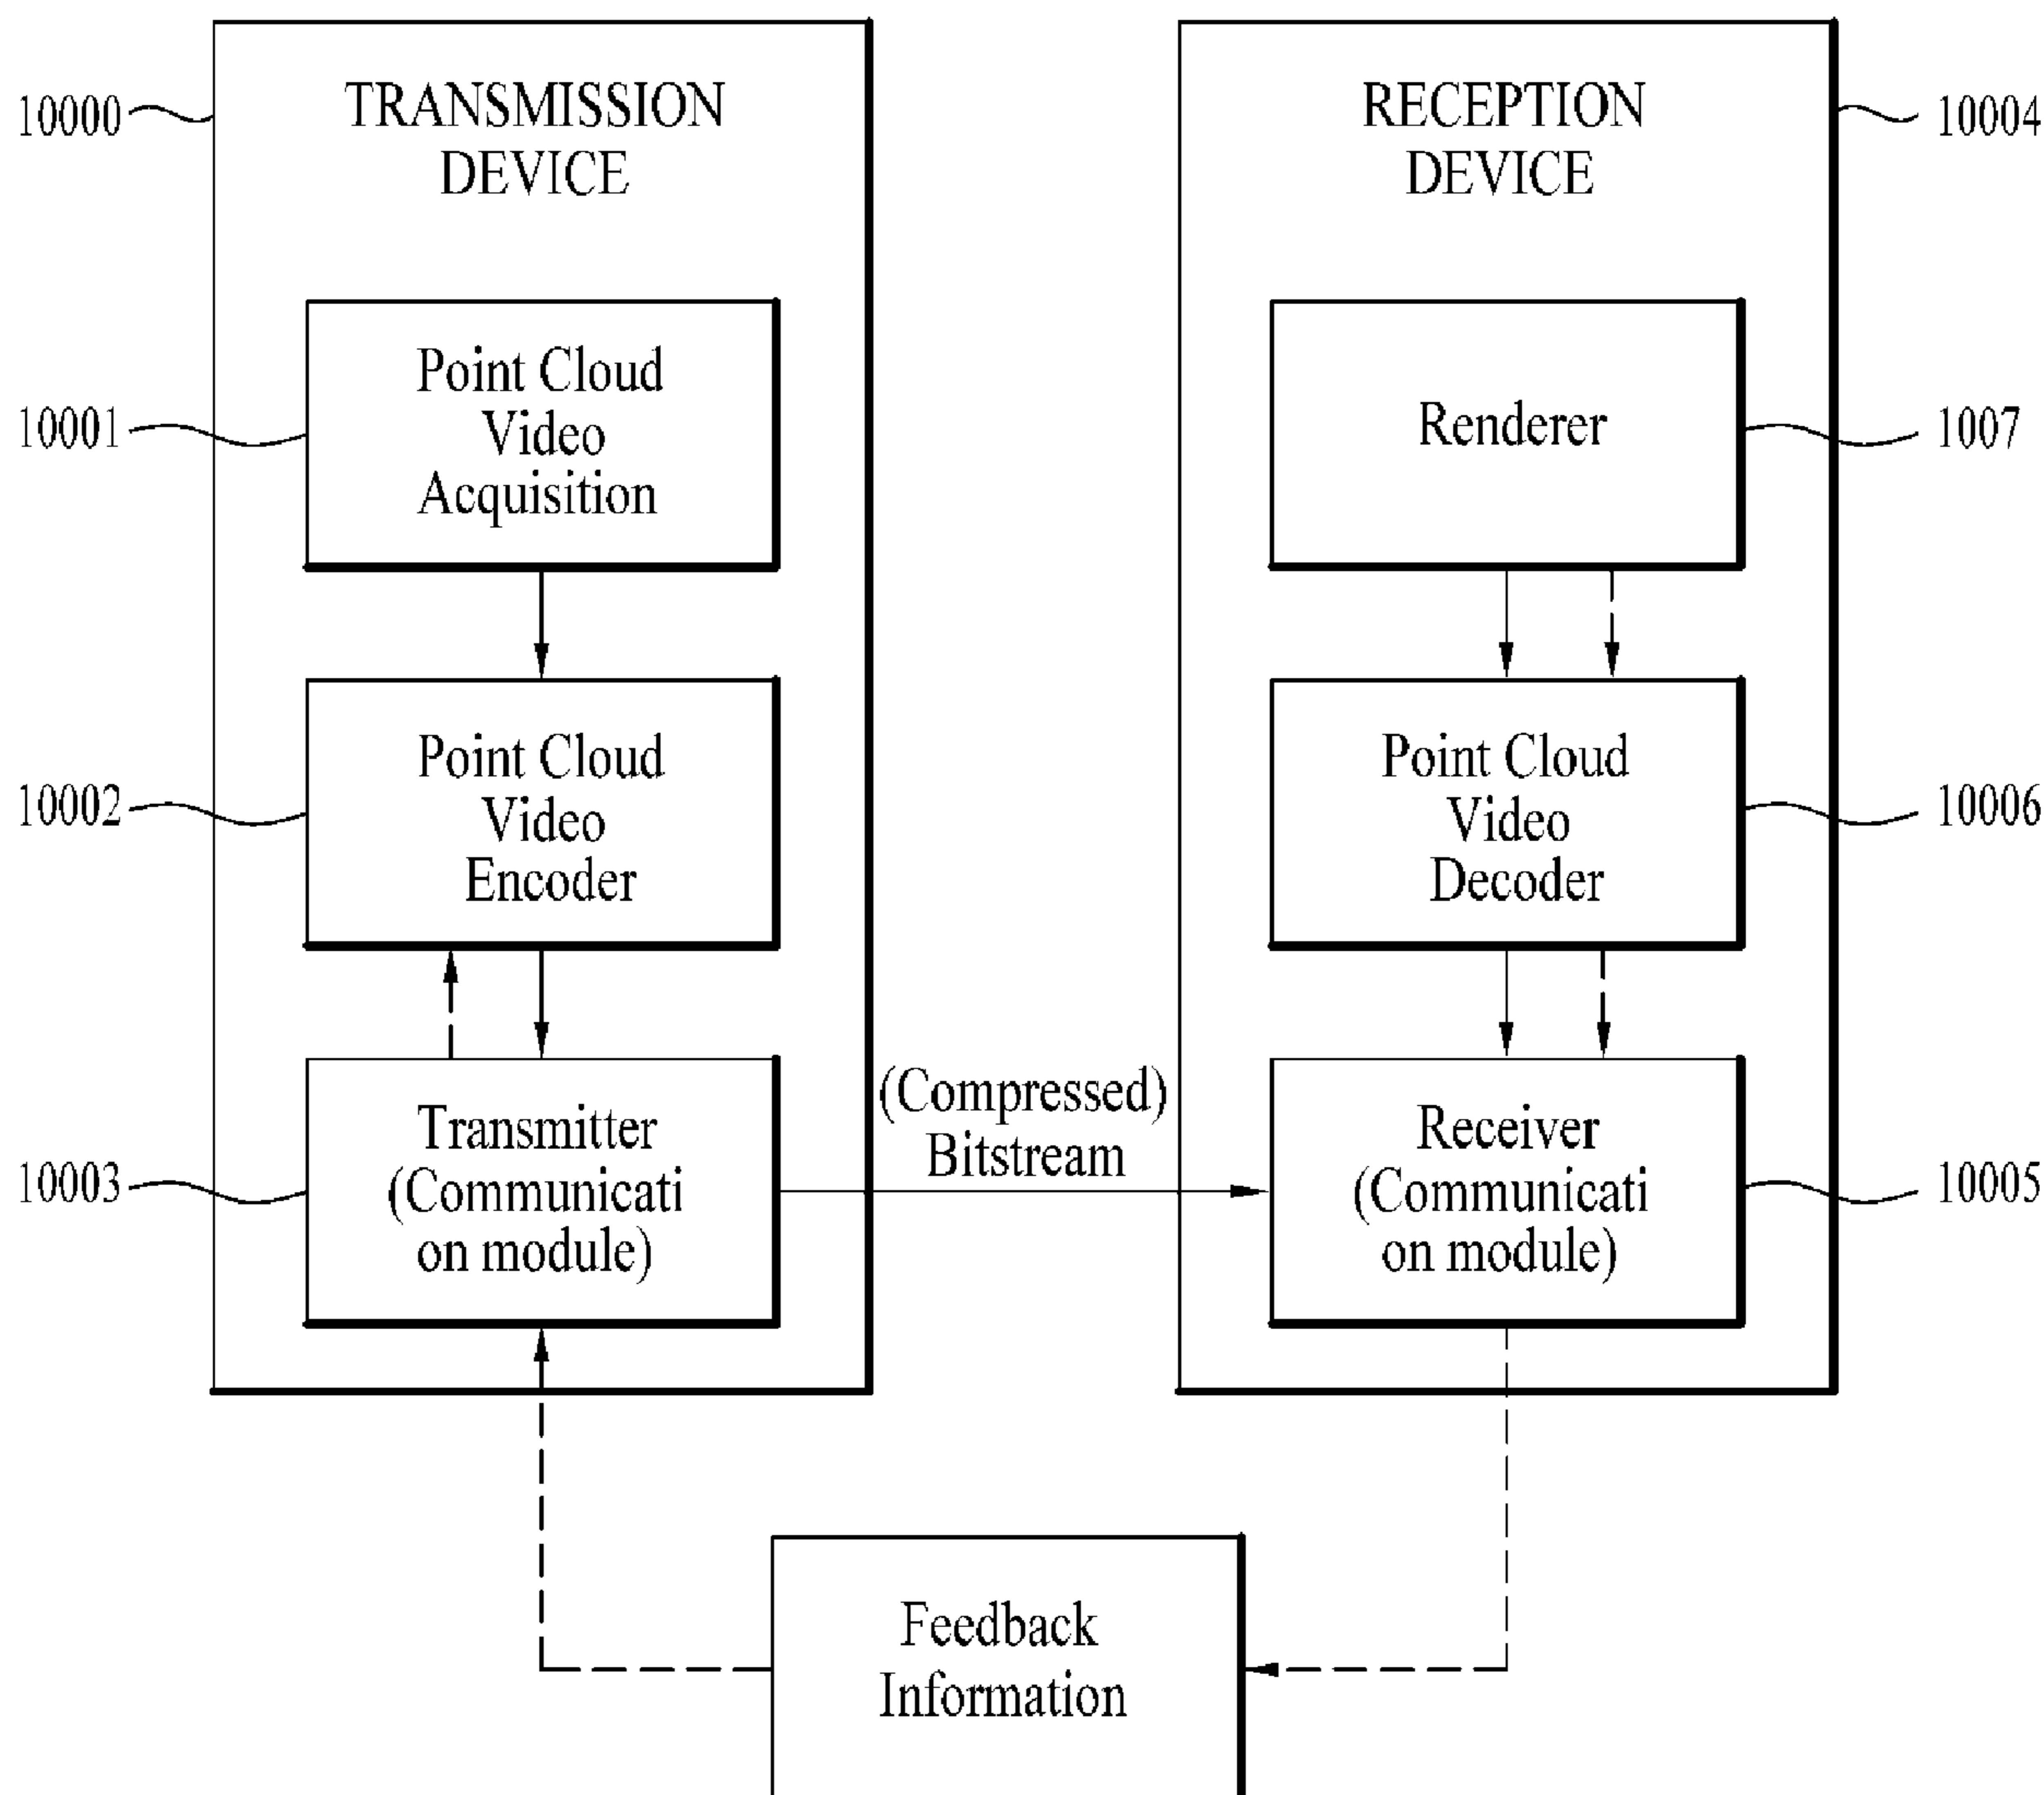 TRANSMISSION
DEVICE
10000
Point Cloud
Video
Acquisition
10001
Point Cloud
Video
Encoder
10002
Transmitter
(Communicati
on module)
10003
(Compressed)
Bitstream
RECEPTION
DEVICE
10004
Renderer
1007
Point Cloud
Video
Decoder
10006
Receiver
(Communicati
on module)
10005
Feedback
Information